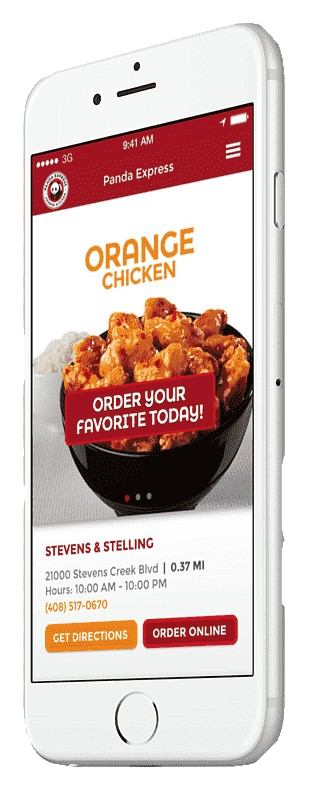 3G 9:41 AM
Panda Express
ORANGE
CHICKEN
ORDER YOUR
FAVORITE TODAY!
STEVENS & STELLING
21000 Stevens Creek Blvd | 0.37 MI
Hours: 10:00 AM - 10:00 PM
(408) 517-0670
GET DIRECTIONS
ORDER ONLINE